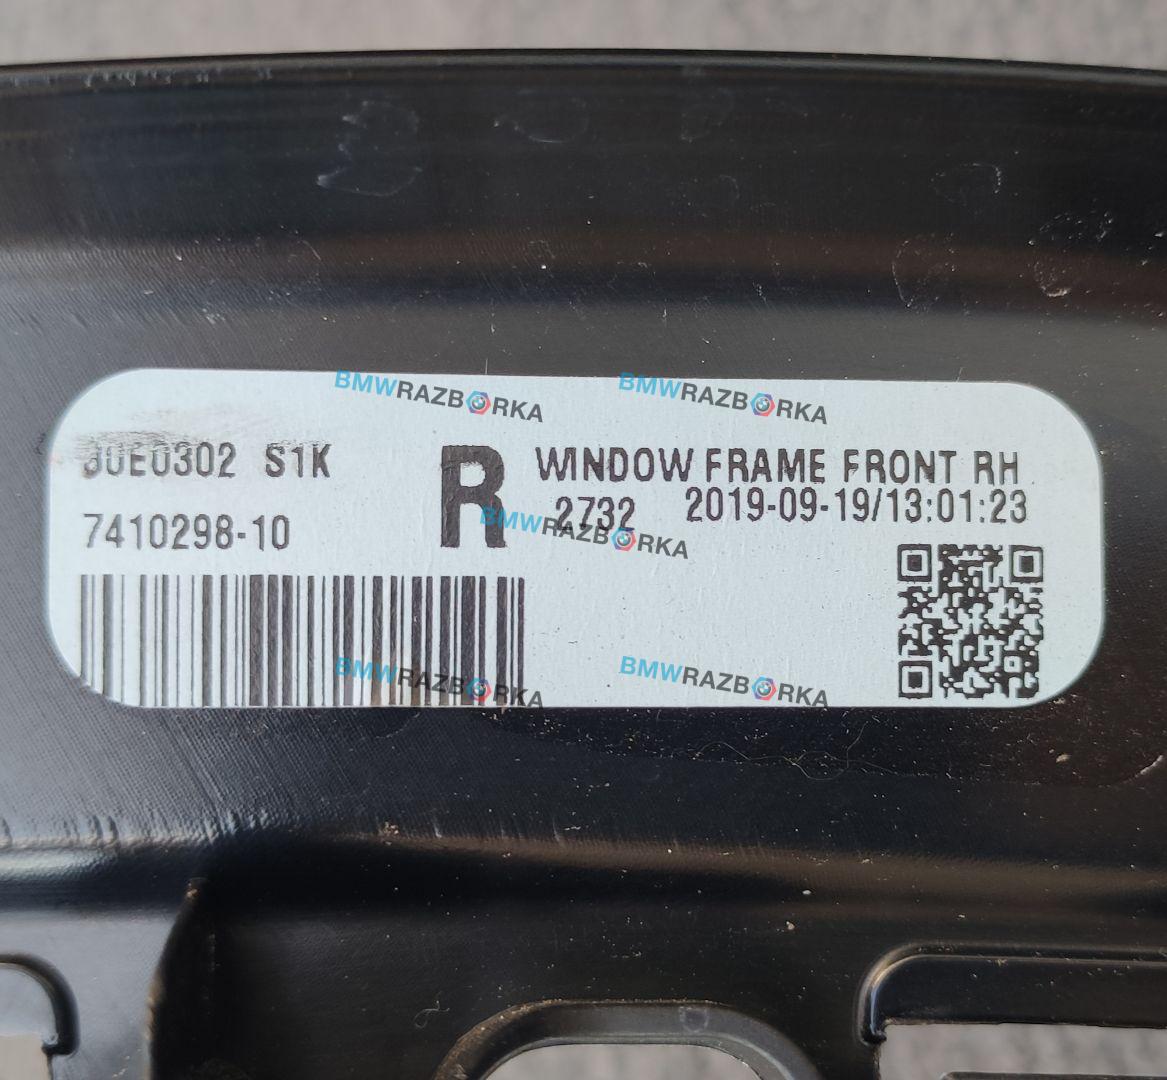 BMWRAZBORKA
BMWRAZBORKA
30E0302 S1K
R
WINDOW FRAME FRONT RH
2732 2019-09-19/13:01:23
7410298-10
BMWRAZBORKA
BMWRAZBORKA
BMWRAZBORKA